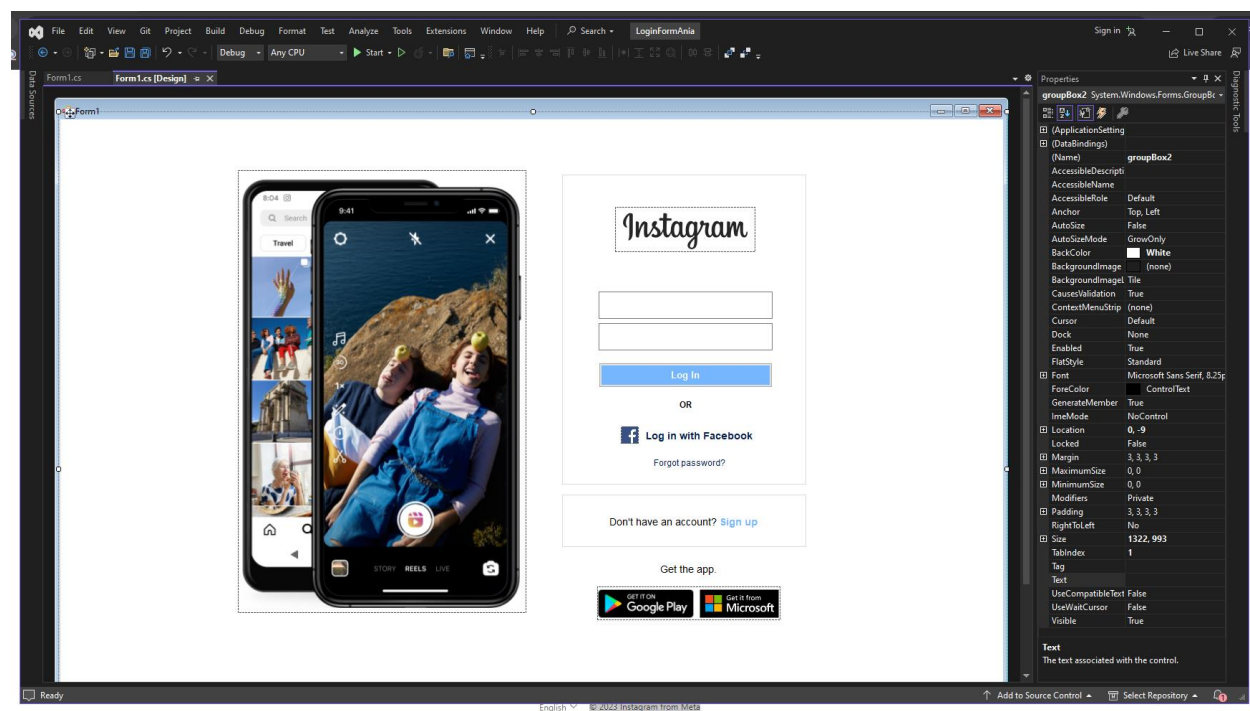 File Edit View Git Project Build Debug Format Test Analyze Tools Extensions Window Help Search LoginFormAnia Sign in
Debug Any CPU Start Live Share
Data Sources
Form1.cs Form1.cs [Design]
Form1
8:04
Search
Travel
9:41
1×
STORY REELS LIVE
Instagram
Log In
OR
Log in with Facebook
Forgot password?
Don't have an account? Sign up
Get the app.
GET IT ON
Google Play
Get it from
Microsoft
Properties
groupBox2 System.Windows.Forms.GroupBc
(ApplicationSetting
(DataBindings)
(Name) groupBox2
AccessibleDescripti
AccessibleName
AccessibleRole Default
Anchor Top, Left
AutoSize False
AutoSizeMode GrowOnly
BackColor White
BackgroundImage (none)
BackgroundImageL Tile
CausesValidation True
ContextMenuStrip (none)
Cursor Default
Dock None
Enabled True
FlatStyle Standard
Font Microsoft Sans Serif, 8.25p
ForeColor ControlText
GenerateMember True
ImeMode NoControl
Location 0, -9
Locked False
Margin 3, 3, 3, 3
MaximumSize 0, 0
MinimumSize 0, 0
Modifiers Private
Padding 3, 3, 3, 3
RightToLeft No
Size 1322, 993
TabIndex 1
Tag
Text
UseCompatibleText False
UseWaitCursor False
Visible True
Text
The text associated with the control.
Diagnostic Tools
Ready Add to Source Control Select Repository 1
English © 2023 Instagram from Meta